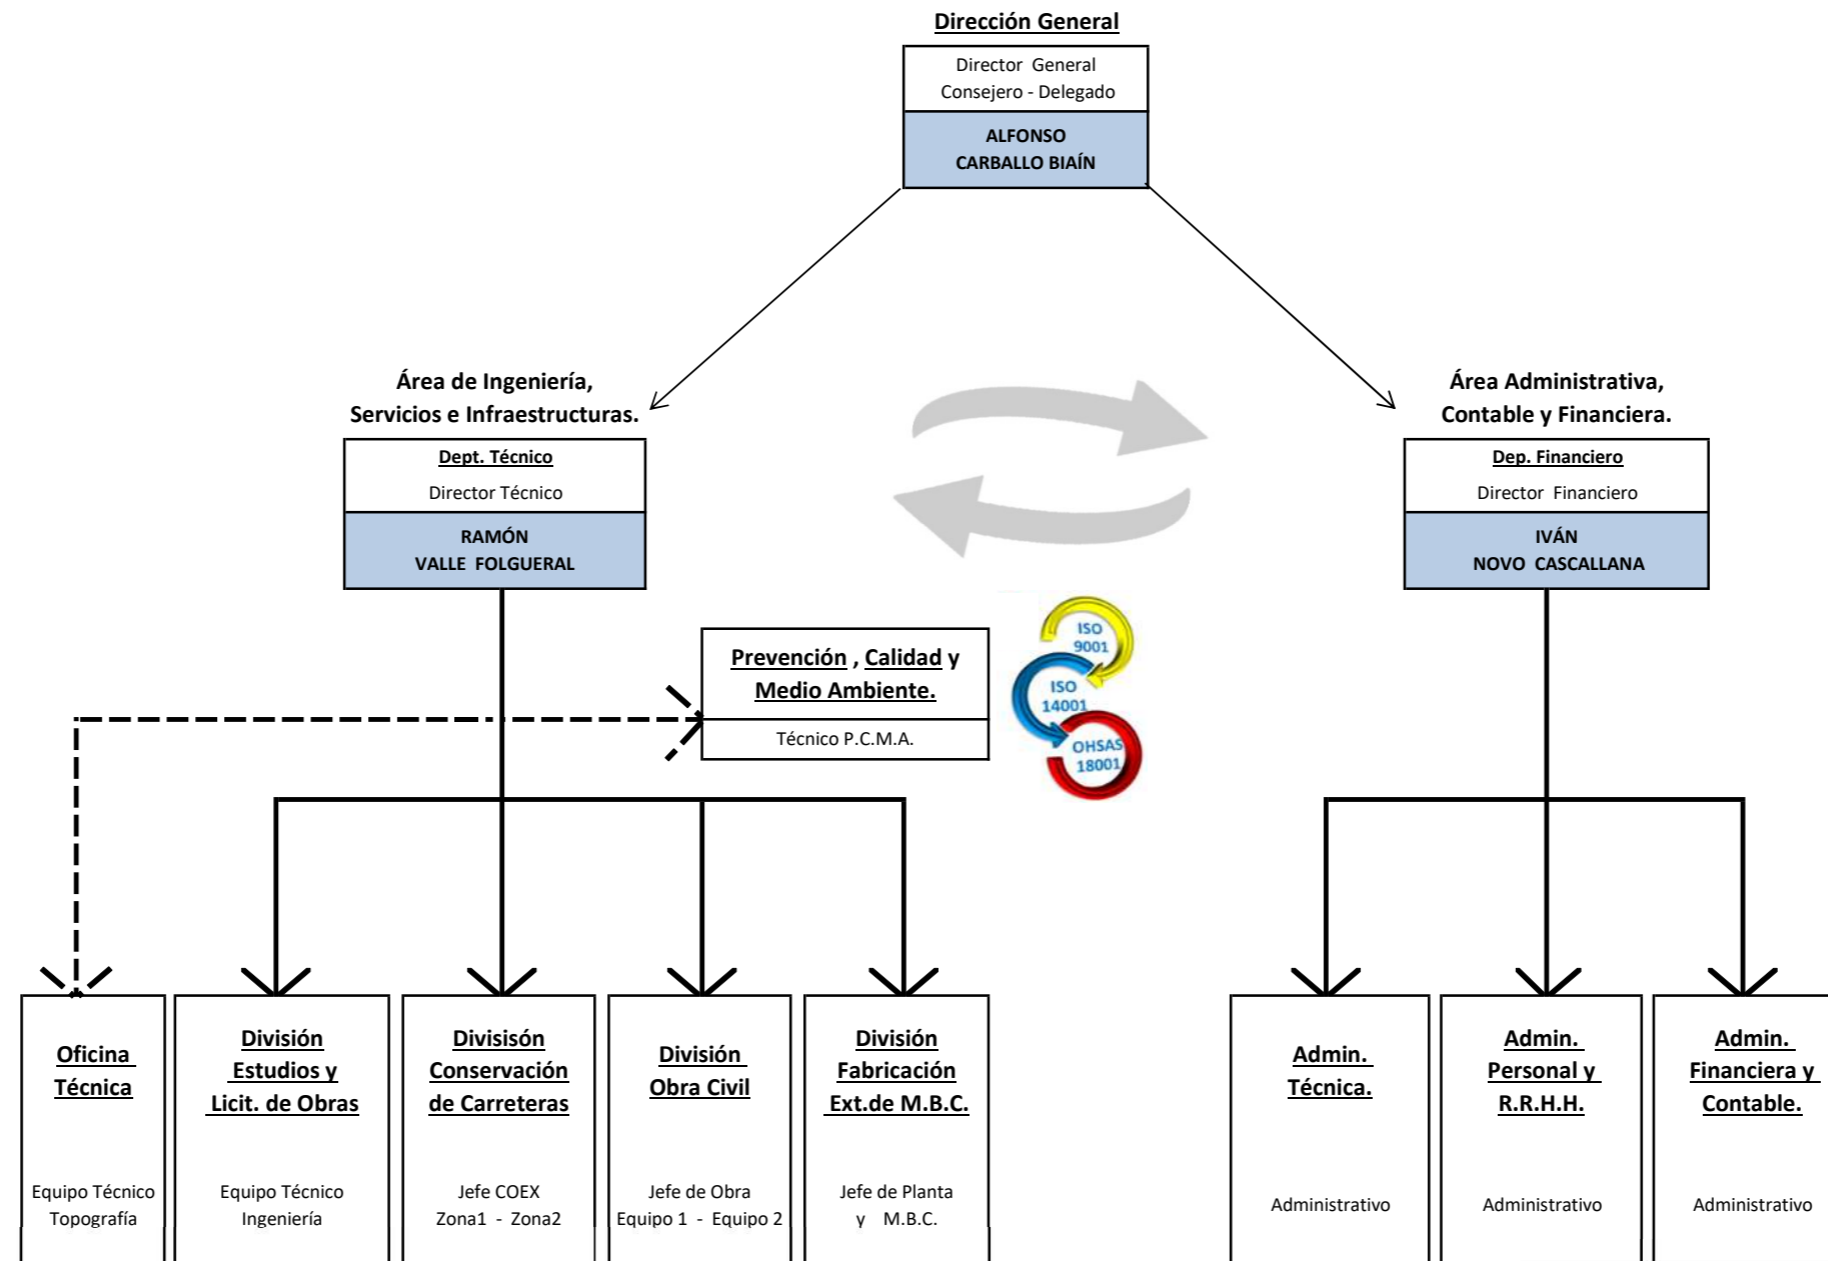 Dirección General
Director General
Consejero - Delegado
ALFONSO
CARBALLO BIAÍN
Área de Ingeniería,
Servicios e Infraestructuras.
Dept. Técnico
Director Técnico
RAMÓN
VALLE FOLGUERAL
Área Administrativa,
Contable y Financiera.
Dep. Financiero
Director Financiero
IVÁN
NOVO CASCALLANA
Prevención , Calidad y
Medio Ambiente.
Técnico P.C.M.A.
ISO
9001
ISO
14001
OHSAS
18001
Oficina
Técnica
Equipo Técnico
Topografía
División
Estudios y
Licit. de Obras
Equipo Técnico
Ingeniería
Divisisón
Conservación
de Carreteras
Jefe COEX
Zona1 - Zona2
División
Obra Civil
Jefe de Obra
Equipo 1 - Equipo 2
División
Fabricación
Ext.de M.B.C.
Jefe de Planta
y M.B.C.
Admin.
Técnica.
Administrativo
Admin.
Personal y
R.R.H.H.
Administrativo
Admin.
Financiera y
Contable.
Administrativo